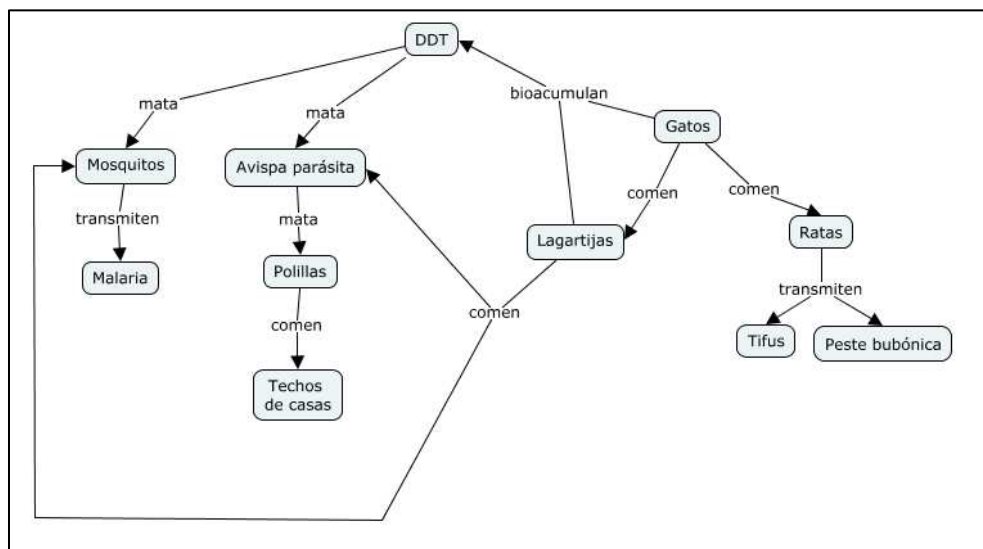 DDT
bioacumulan
mata
mata
Gatos
Mosquitos
Avispa parásita
comen
comen
transmiten
mata
Lagartijas
Ratas
Malaria
Polillas
transmiten
comen
comen
Tifus
Peste bubónica
Techos
de casas